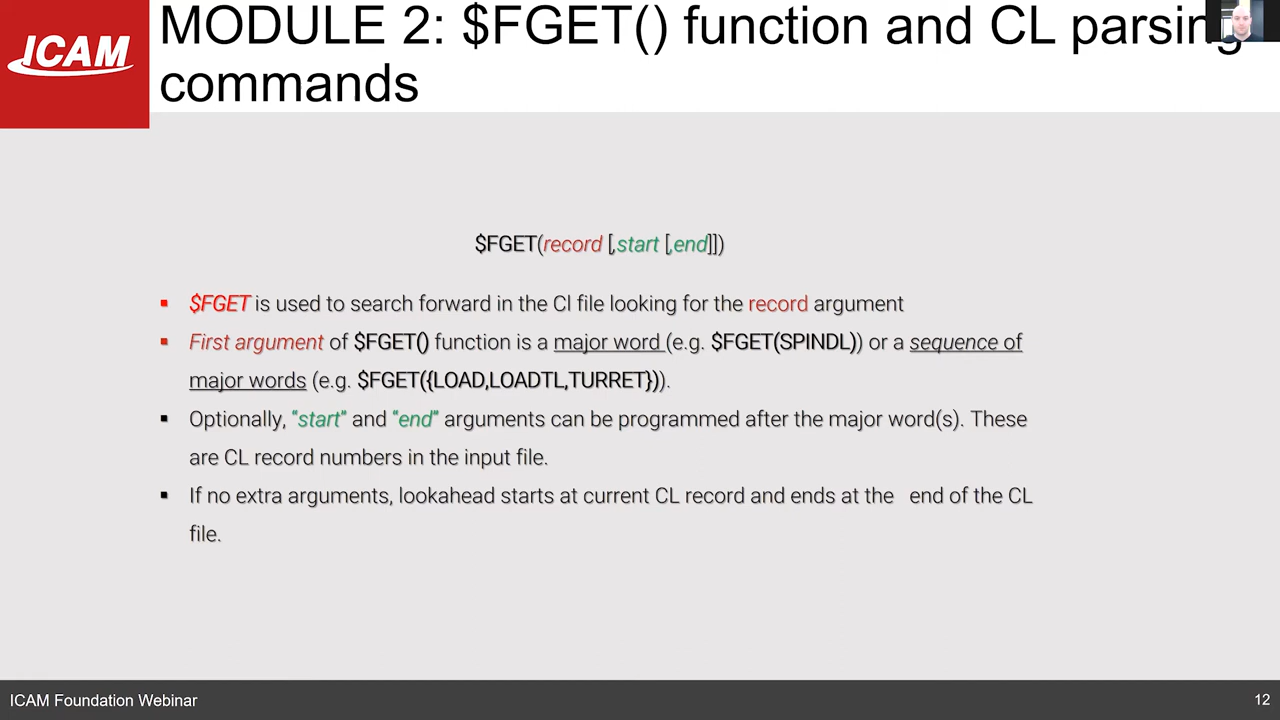 ICAM
MODULE 2: $FGET() function and CL parsing
commands
$FGET(record [,start [,end]])
▪ $FGET is used to search forward in the Cl file looking for the record argument
▪ First argument of $FGET() function is a major word (e.g. $FGET(SPINDL)) or a sequence of
major words (e.g. $FGET({LOAD,LOADTL,TURRET})).
▪ Optionally, “start” and “end” arguments can be programmed after the major word(s). These
are CL record numbers in the input file.
▪ If no extra arguments, lookahead starts at current CL record and ends at the end of the CL
file.
ICAM Foundation Webinar
12